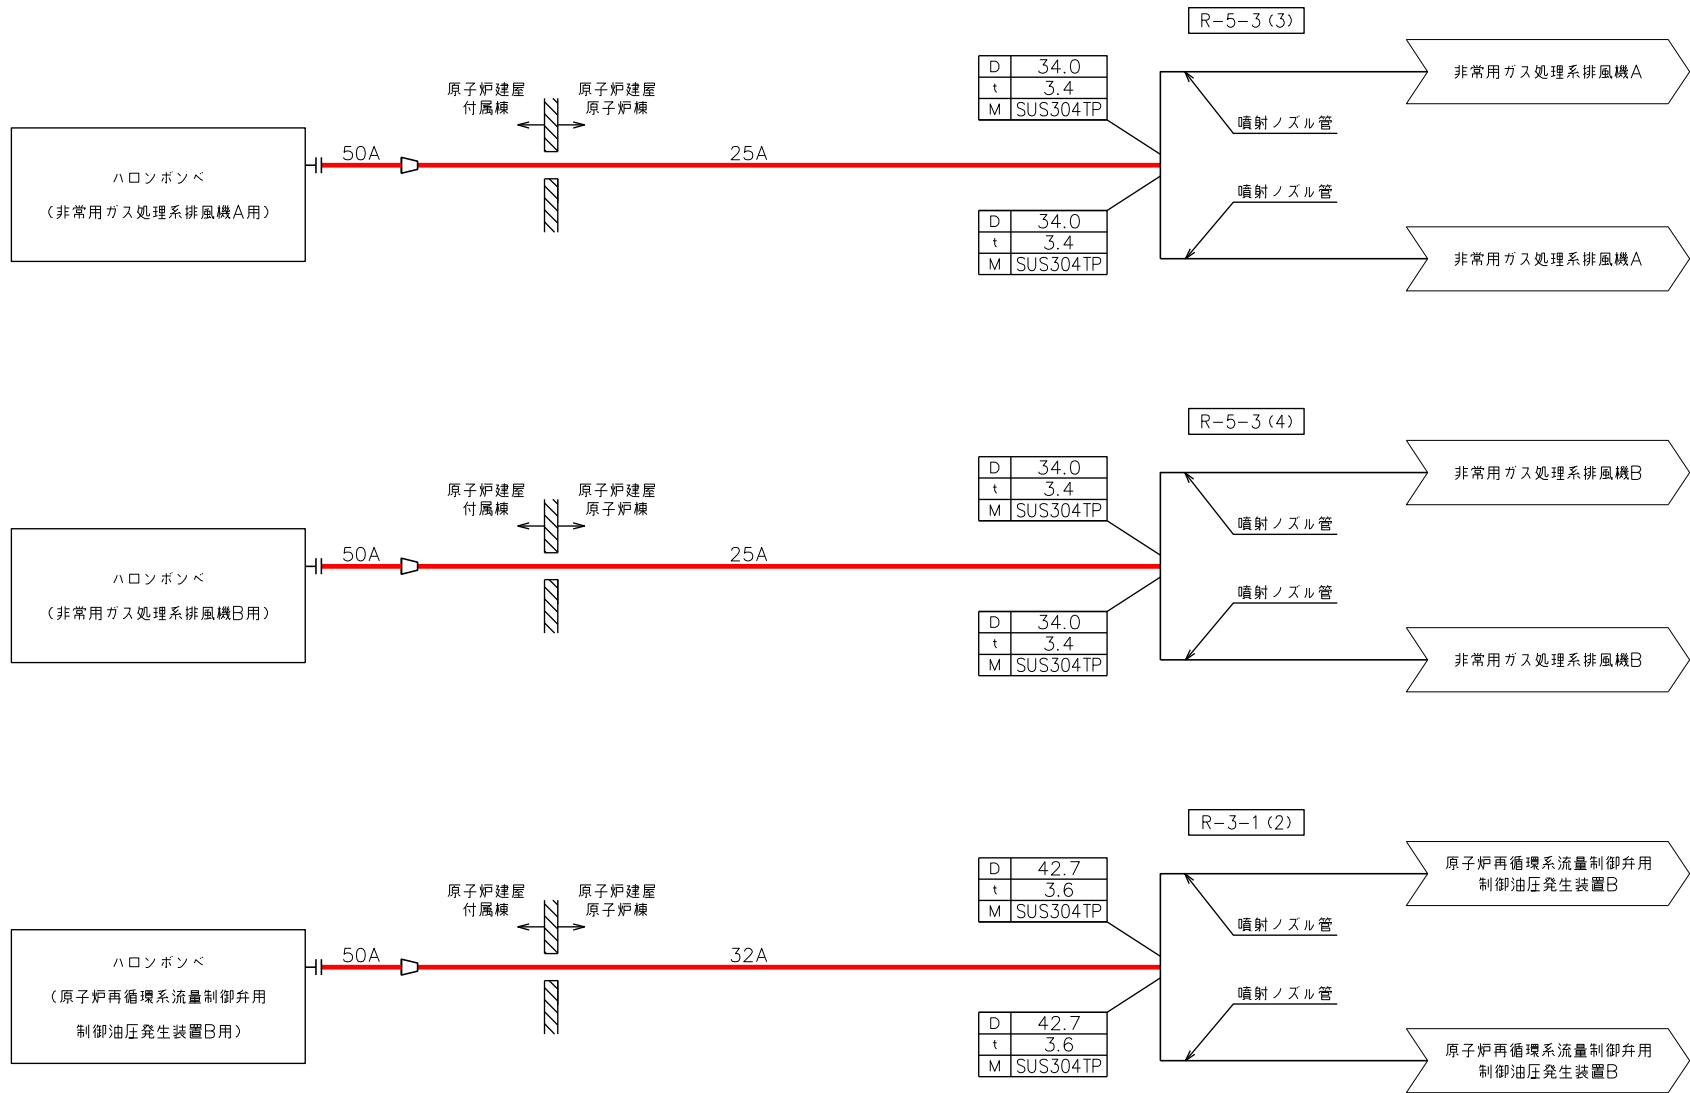 R-5-3(3)
D 34.0
t 3.4
M SUS304TP
非常用ガス処理系排風機A
原子炉建屋
付属棟
原子炉建屋
原子炉棟
噴射ノズル管
50A
25A
ハロンボンベ
(非常用ガス処理系排風機A用)
噴射ノズル管
D 34.0
t 3.4
M SUS304TP
非常用ガス処理系排風機A
R-5-3(4)
D 34.0
t 3.4
M SUS304TP
非常用ガス処理系排風機B
原子炉建屋
付属棟
原子炉建屋
原子炉棟
噴射ノズル管
50A
25A
ハロンボンベ
(非常用ガス処理系排風機B用)
噴射ノズル管
D 34.0
t 3.4
M SUS304TP
非常用ガス処理系排風機B
R-3-1(2)
D 42.7
t 3.6
M SUS304TP
原子炉再循環系流量制御弁用
制御油圧発生装置B
原子炉建屋
付属棟
原子炉建屋
原子炉棟
噴射ノズル管
50A
32A
ハロンボンベ
(原子炉再循環系流量制御弁用
制御油圧発生装置B用)
噴射ノズル管
D 42.7
t 3.6
M SUS304TP
原子炉再循環系流量制御弁用
制御油圧発生装置B